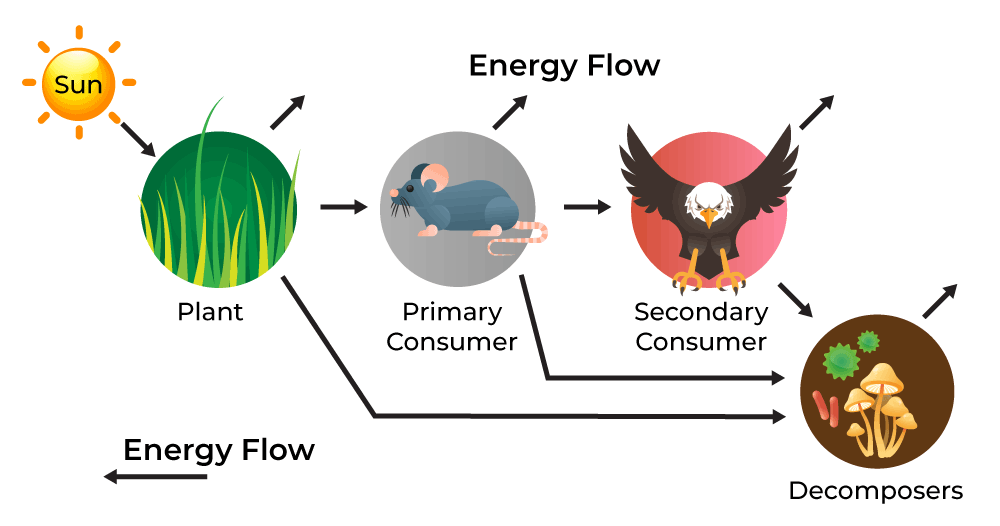 Energy Flow
Sun
Plant
Primary
Consumer
Secondary
Consumer
Energy Flow
Decomposers